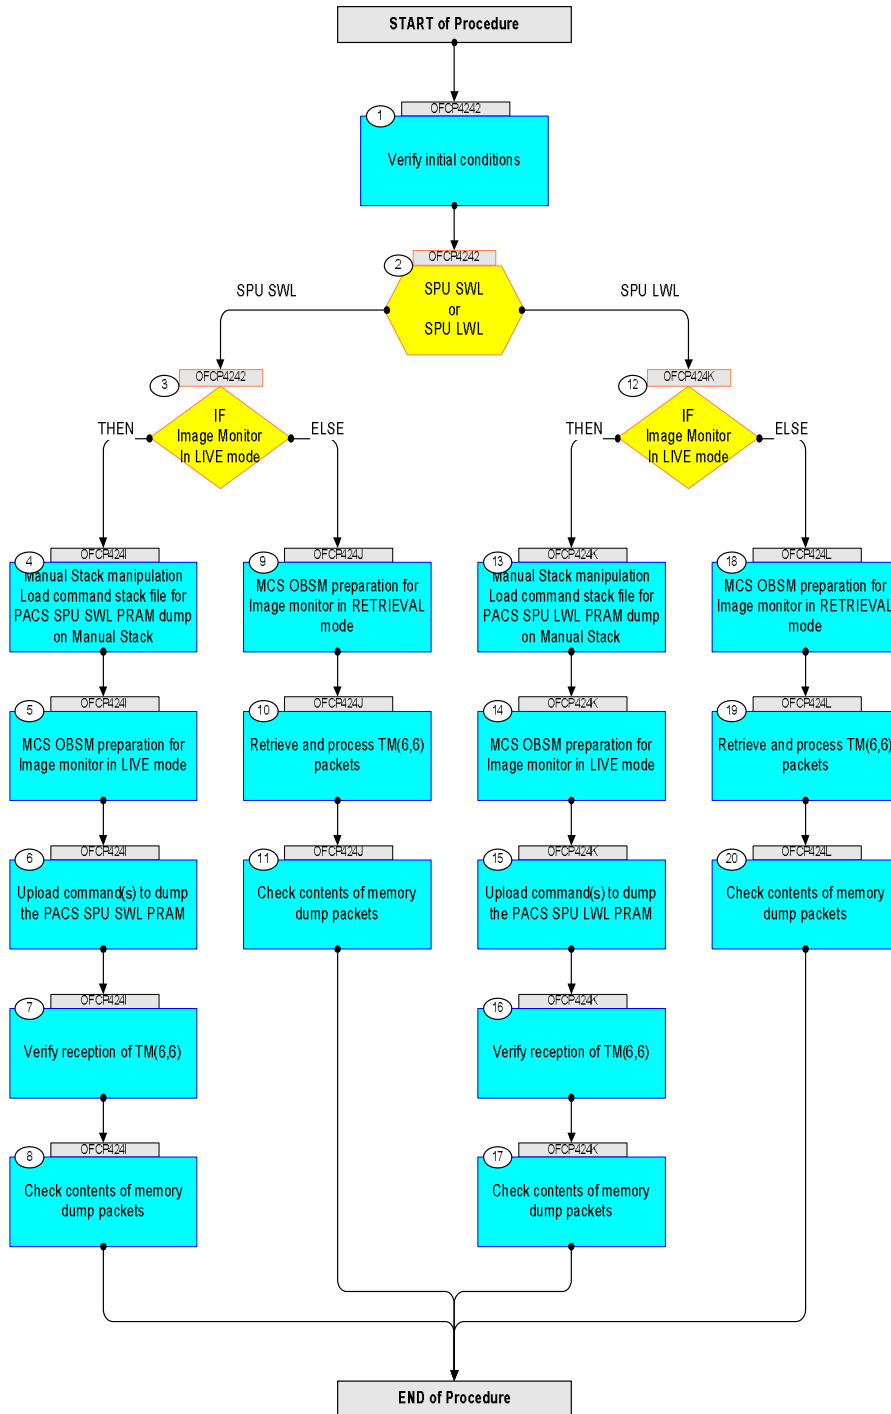 START of Procedure
OFCP4242
1
Verify initial conditions
OFCP4242
2
SPU SWL
or
SPU LWL
SPU SWL
SPU LWL
OFCP4242
3
IF
Image Monitor
In LIVE mode
THEN
ELSE
OFCP424K
12
IF
Image Monitor
In LIVE mode
THEN
ELSE
OFCP424I
4
Manual Stack manipulation
Load command stack file for
PACS SPU SWL PRAM dump
on Manual Stack
OFCP424J
9
MCS OBSM preparation for
Image monitor in RETRIEVAL
mode
OFCP424K
13
Manual Stack manipulation
Load command stack file for
PACS SPU LWL PRAM dump
on Manual Stack
OFCP424L
18
MCS OBSM preparation for
Image monitor in RETRIEVAL
mode
OFCP424I
5
MCS OBSM preparation for
Image monitor in LIVE mode
OFCP424J
10
Retrieve and process TM(6,6)
packets
OFCP424K
14
MCS OBSM preparation for
Image monitor in LIVE mode
OFCP424L
19
Retrieve and process TM(6,6)
packets
OFCP424I
6
Upload command(s) to dump
the PACS SPU SWL PRAM
OFCP424J
11
Check contents of memory
dump packets
OFCP424K
15
Upload command(s) to dump
the PACS SPU LWL PRAM
OFCP424L
20
Check contents of memory
dump packets
OFCP424I
7
Verify reception of TM(6,6)
OFCP424K
16
Verify reception of TM(6,6)
OFCP424I
8
Check contents of memory
dump packets
OFCP424K
17
Check contents of memory
dump packets
END of Procedure